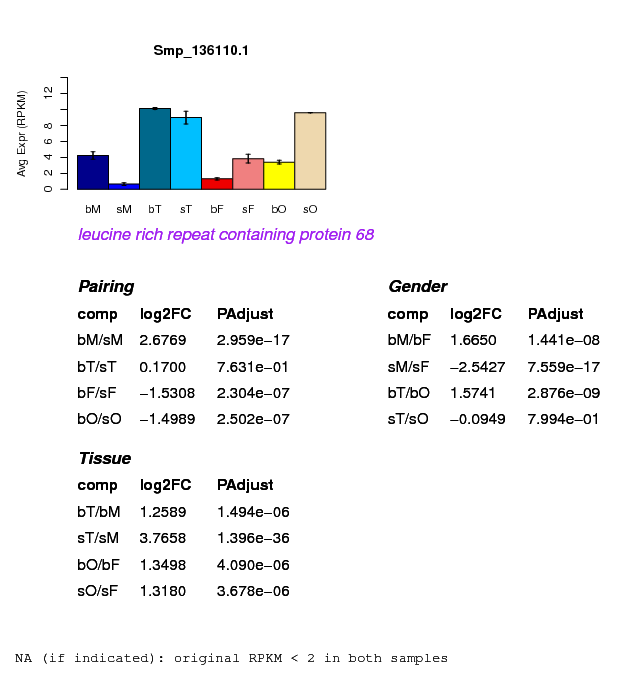 Smp_136110.1
Avg Expr (RPKM)
12
8
6
4
2
0
bM sM bT sT bF sF bO sO
leucine rich repeat containing protein 68
Pairing
comp log2FC PAdjust
bM/sM 2.6769 2.959e−17
bT/sT 0.1700 7.631e−01
bF/sF −1.5308 2.304e−07
bO/sO −1.4989 2.502e−07
Gender
comp log2FC PAdjust
bM/bF 1.6650 1.441e−08
sM/sF −2.5427 7.559e−17
bT/bO 1.5741 2.876e−09
sT/sO −0.0949 7.994e−01
Tissue
comp log2FC PAdjust
bT/bM 1.2589 1.494e−06
sT/sM 3.7658 1.396e−36
bO/bF 1.3498 4.090e−06
sO/sF 1.3180 3.678e−06
NA (if indicated): original RPKM < 2 in both samples